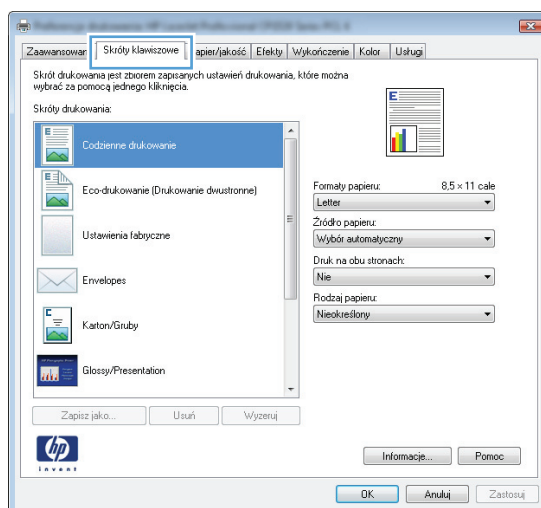 Zaawansowan Skróty klawiszowe apier/jakość Efekty Wykończenie Kolor Usługi
Skrót drukowania jest zbiorem zapisanych ustawień drukowania, które można
wybrać za pomocą jednego kliknięcia.
Skróty drukowania:
Codzienne drukowanie
Eco-drukowanie (Drukowanie dwustronne)
Ustawienia fabryczne
Envelopes
Karton/Gruby
Glossy/Presentation
Zapisz jako... Usuń Wyzeruj
Formaty papieru: 8,5 × 11 cale
Letter
Źródło papieru:
Wybór automatyczny
Druk na obu stronach:
Nie
Rodzaj papieru:
Nieokreślony
hp
invent
Informacje... Pomoc
OK Anuluj Zastosuj